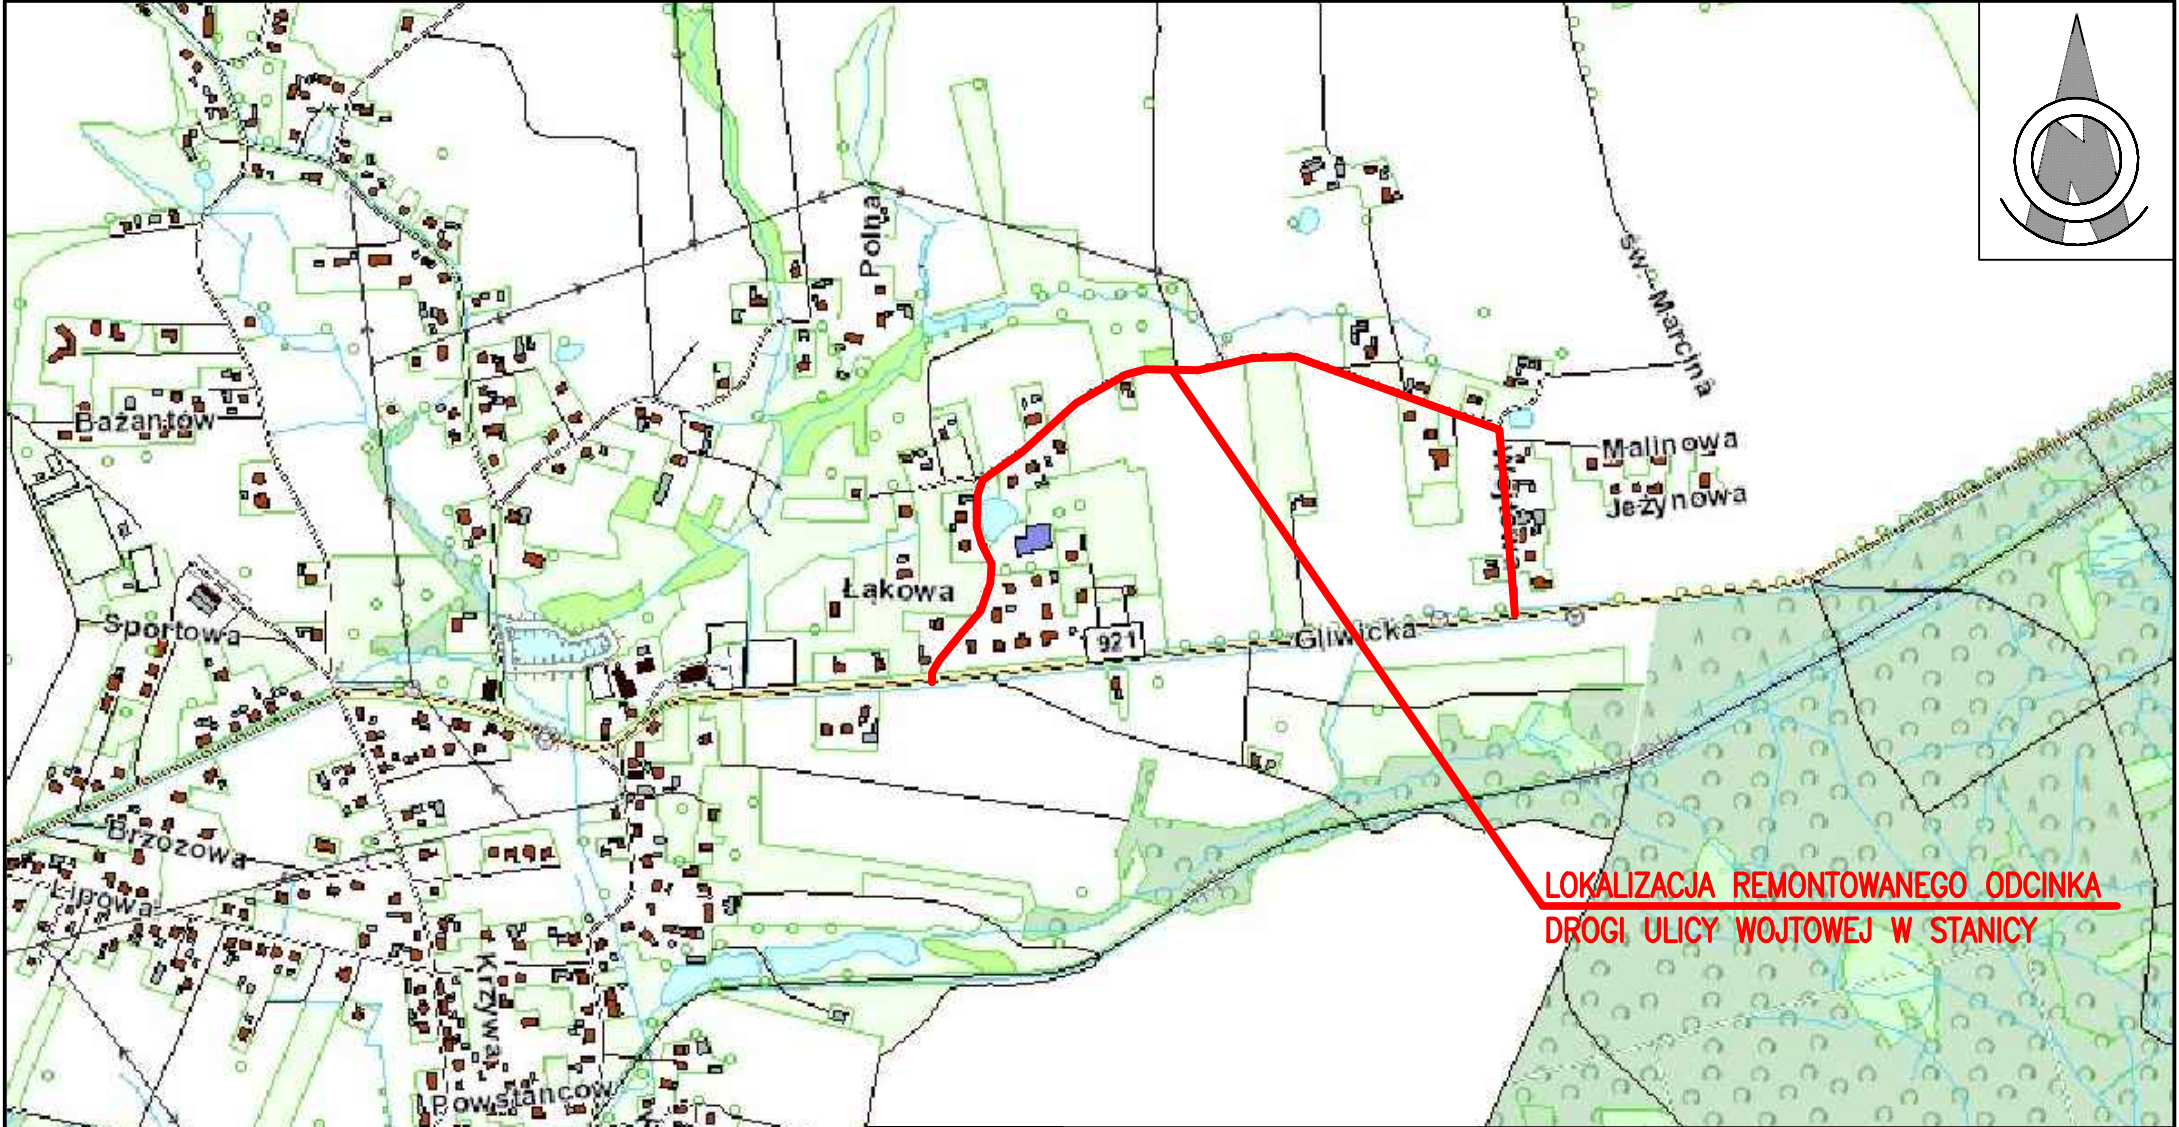 Polna
św. Marcina
Bażantów
Malinowa
Jeżynowa
Łąkowa
Sportowa
921
Gliwicka
Brzozowa
Lipowa
LOKALIZACJA REMONTOWANEGO ODCINKA
DROGI ULICY WOJTOWEJ W STANICY
Krzywa
Powstańców
N